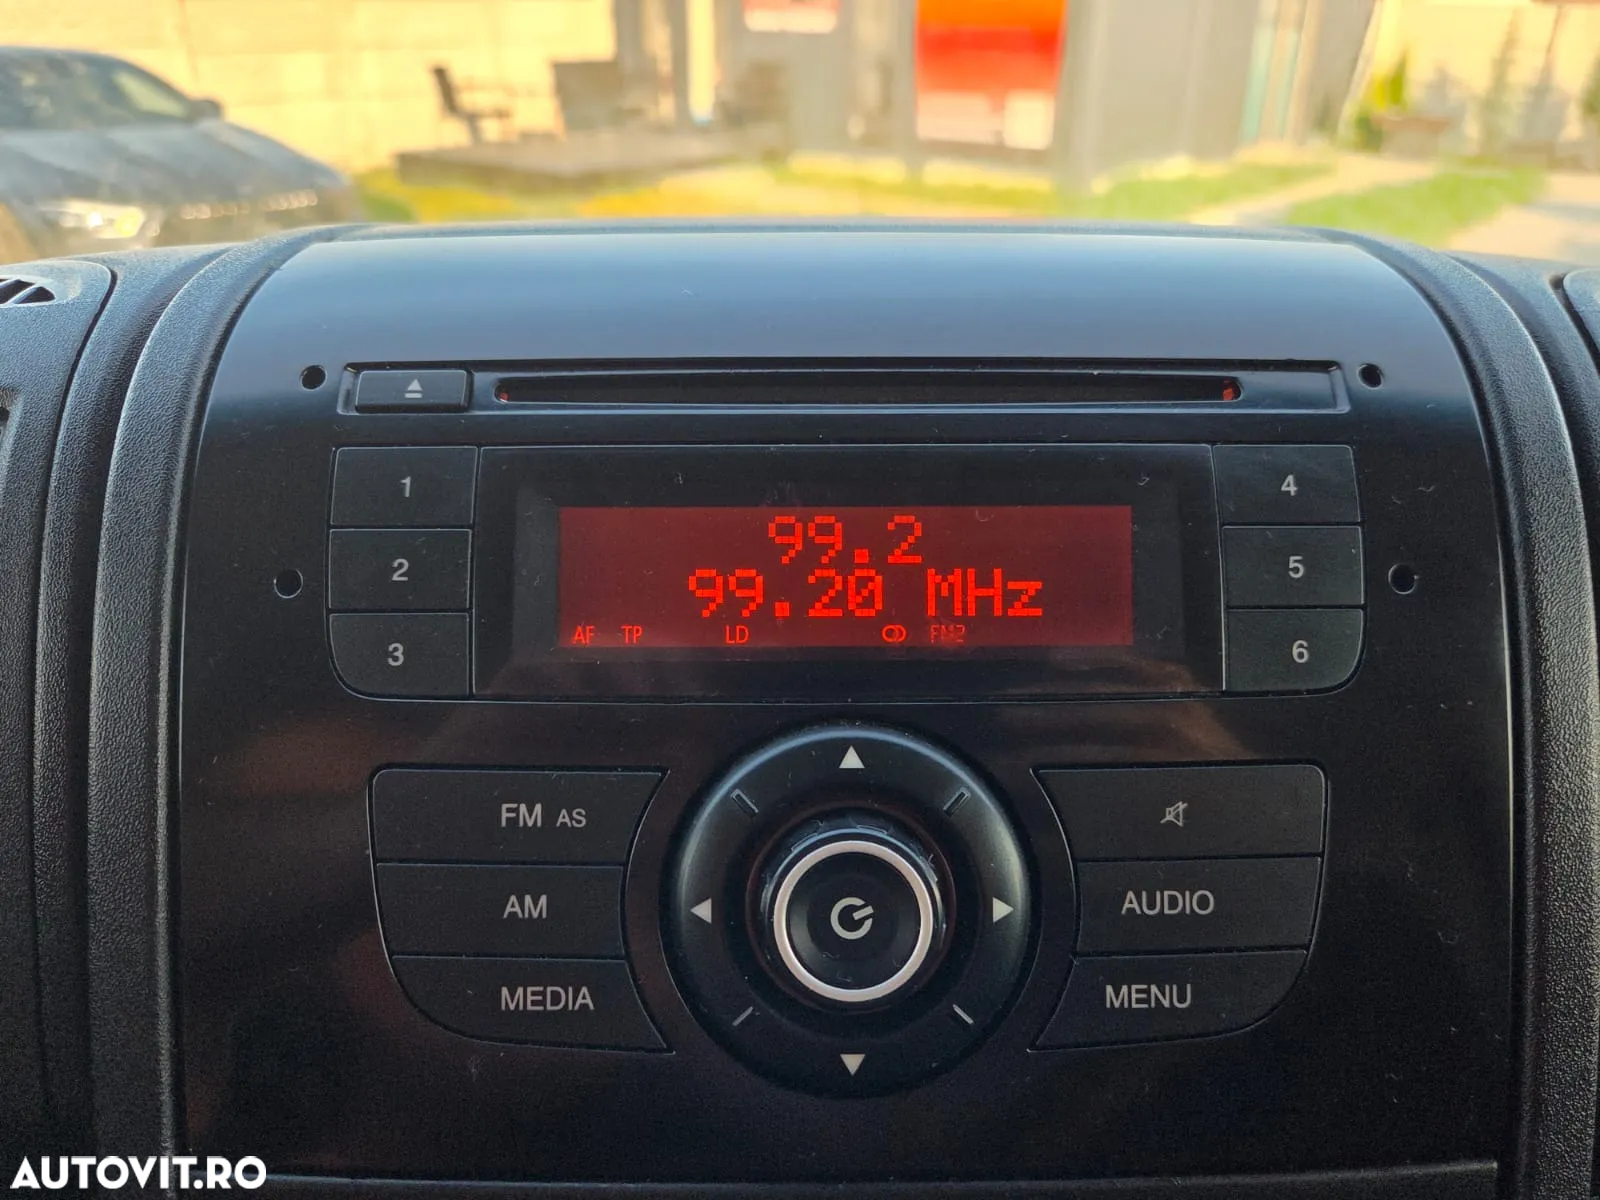 1
2
3
4
5
6
99.2
99.20 MHz
AF TP LD FM2
FM AS
AM
MEDIA
AUDIO
MENU
AUTOVIT.RO